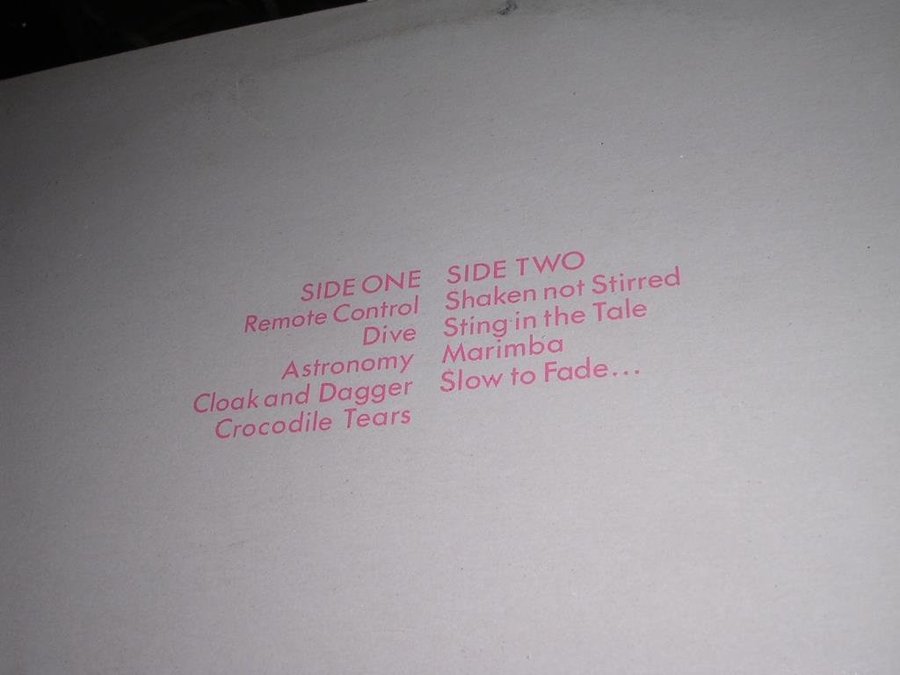 SIDE ONE
Remote Control
Dive
Astronomy
Cloak and Dagger
Crocodile Tears
SIDE TWO
Shaken not Stirred
Sting in the Tale
Marimba
Slow to Fade...